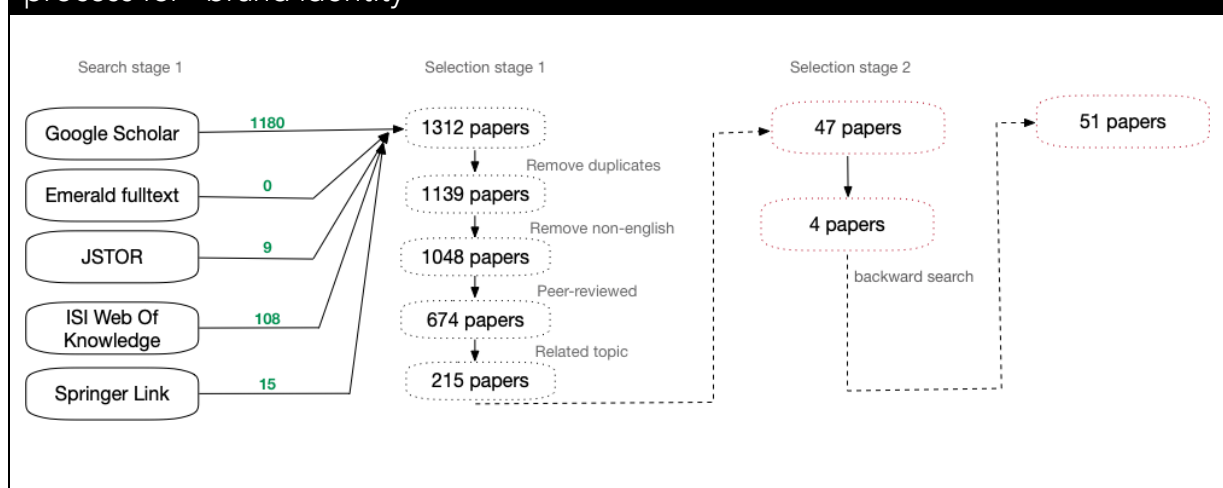 process for "brand identity"
Search stage 1
Selection stage 1
Selection stage 2
Google Scholar
1180
1312 papers
47 papers
51 papers
Remove duplicates
Emerald fulltext
0
1139 papers
4 papers
Remove non-english
JSTOR
9
1048 papers
backward search
Peer-reviewed
ISI Web Of
Knowledge
108
674 papers
Related topic
Springer Link
15
215 papers